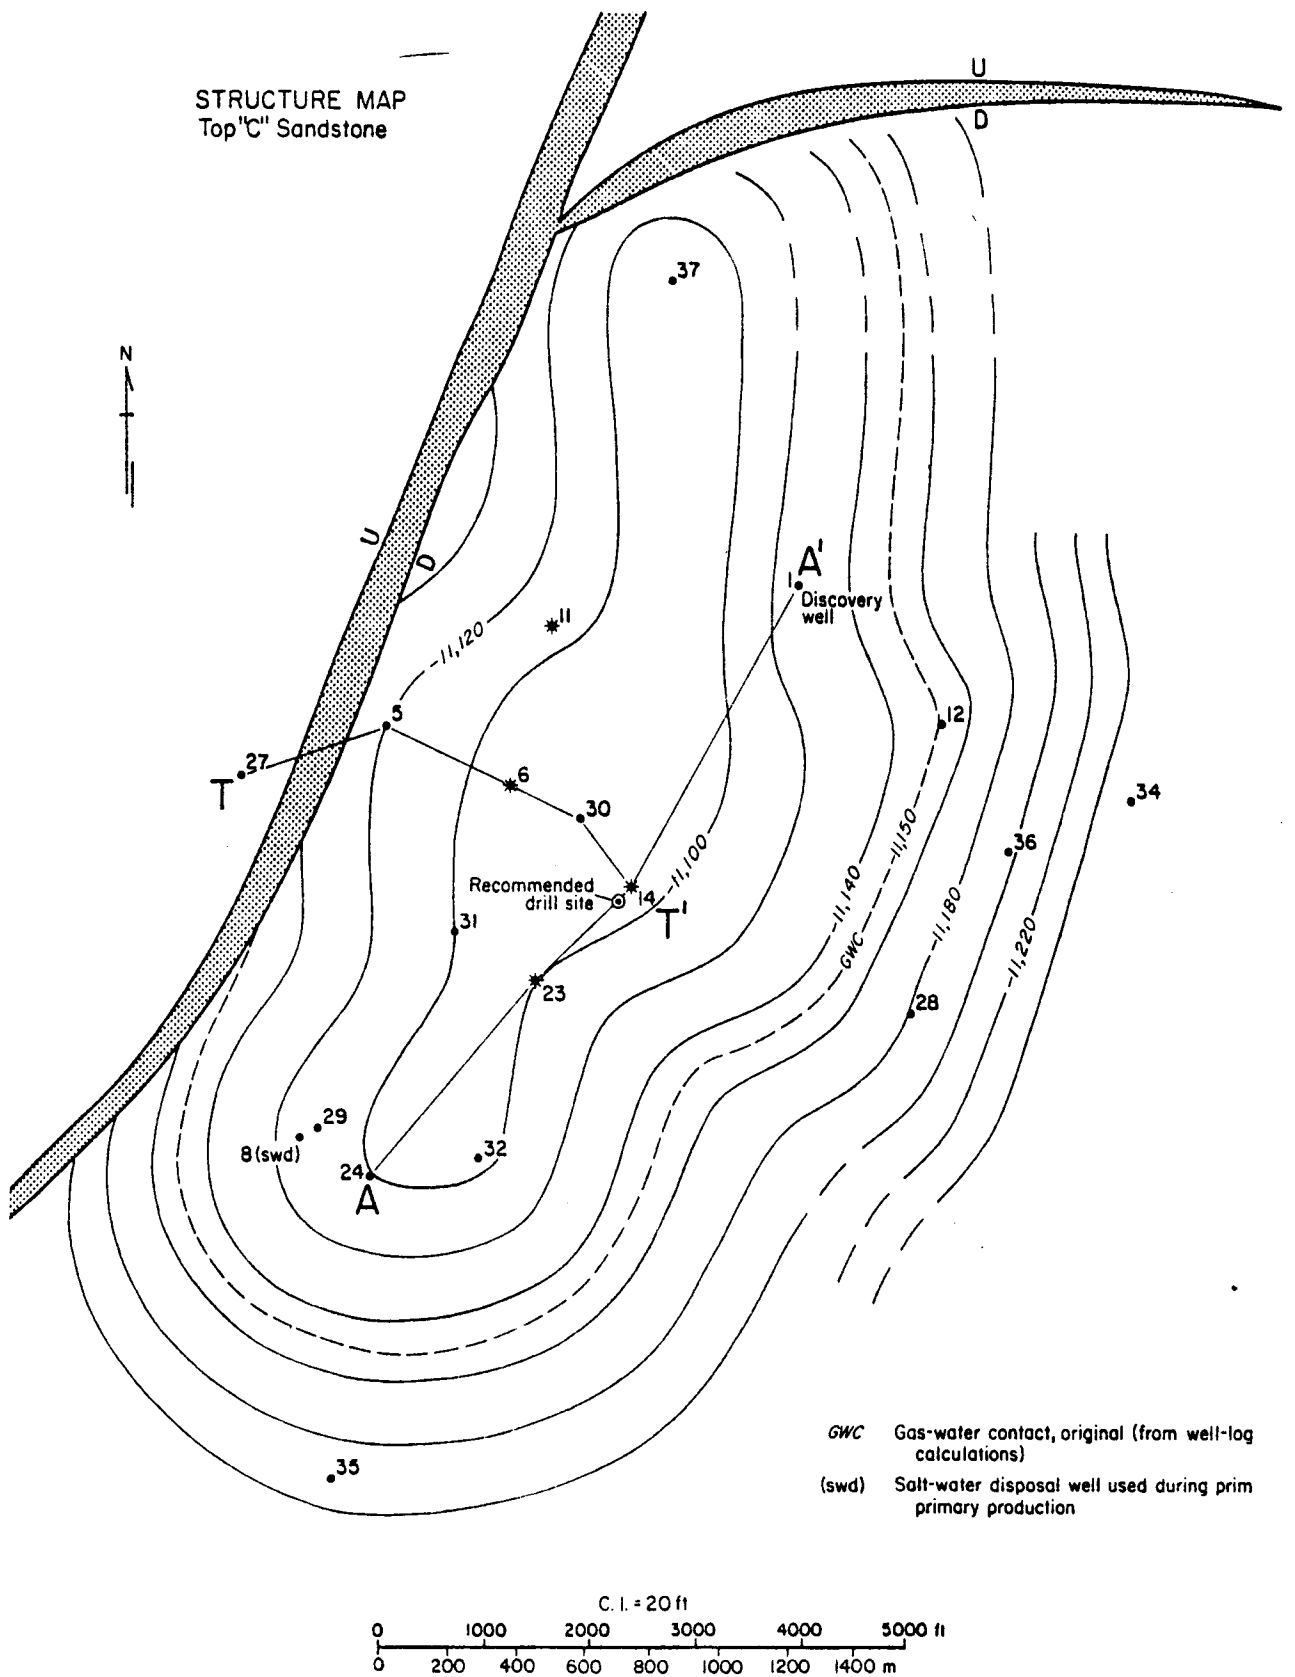 STRUCTURE MAP
Top "C" Sandstone
U
D
N
37
U
D
A'
1
Discovery
well
11
-11,120
5
27
T
6
30
12
34
36
-11,150
-11,100
-11,140
Recommended
drill site
14
T'
31
-11,180
GWC
-11,220
23
28
29
8 (swd)
32
24
A
35
GWC Gas-water contact, original (from well-log
calculations)
(swd) Salt-water disposal well used during prim
primary production
C. I. = 20 ft
0 1000 2000 3000 4000 5000 ft
0 200 400 600 800 1000 1200 1400 m